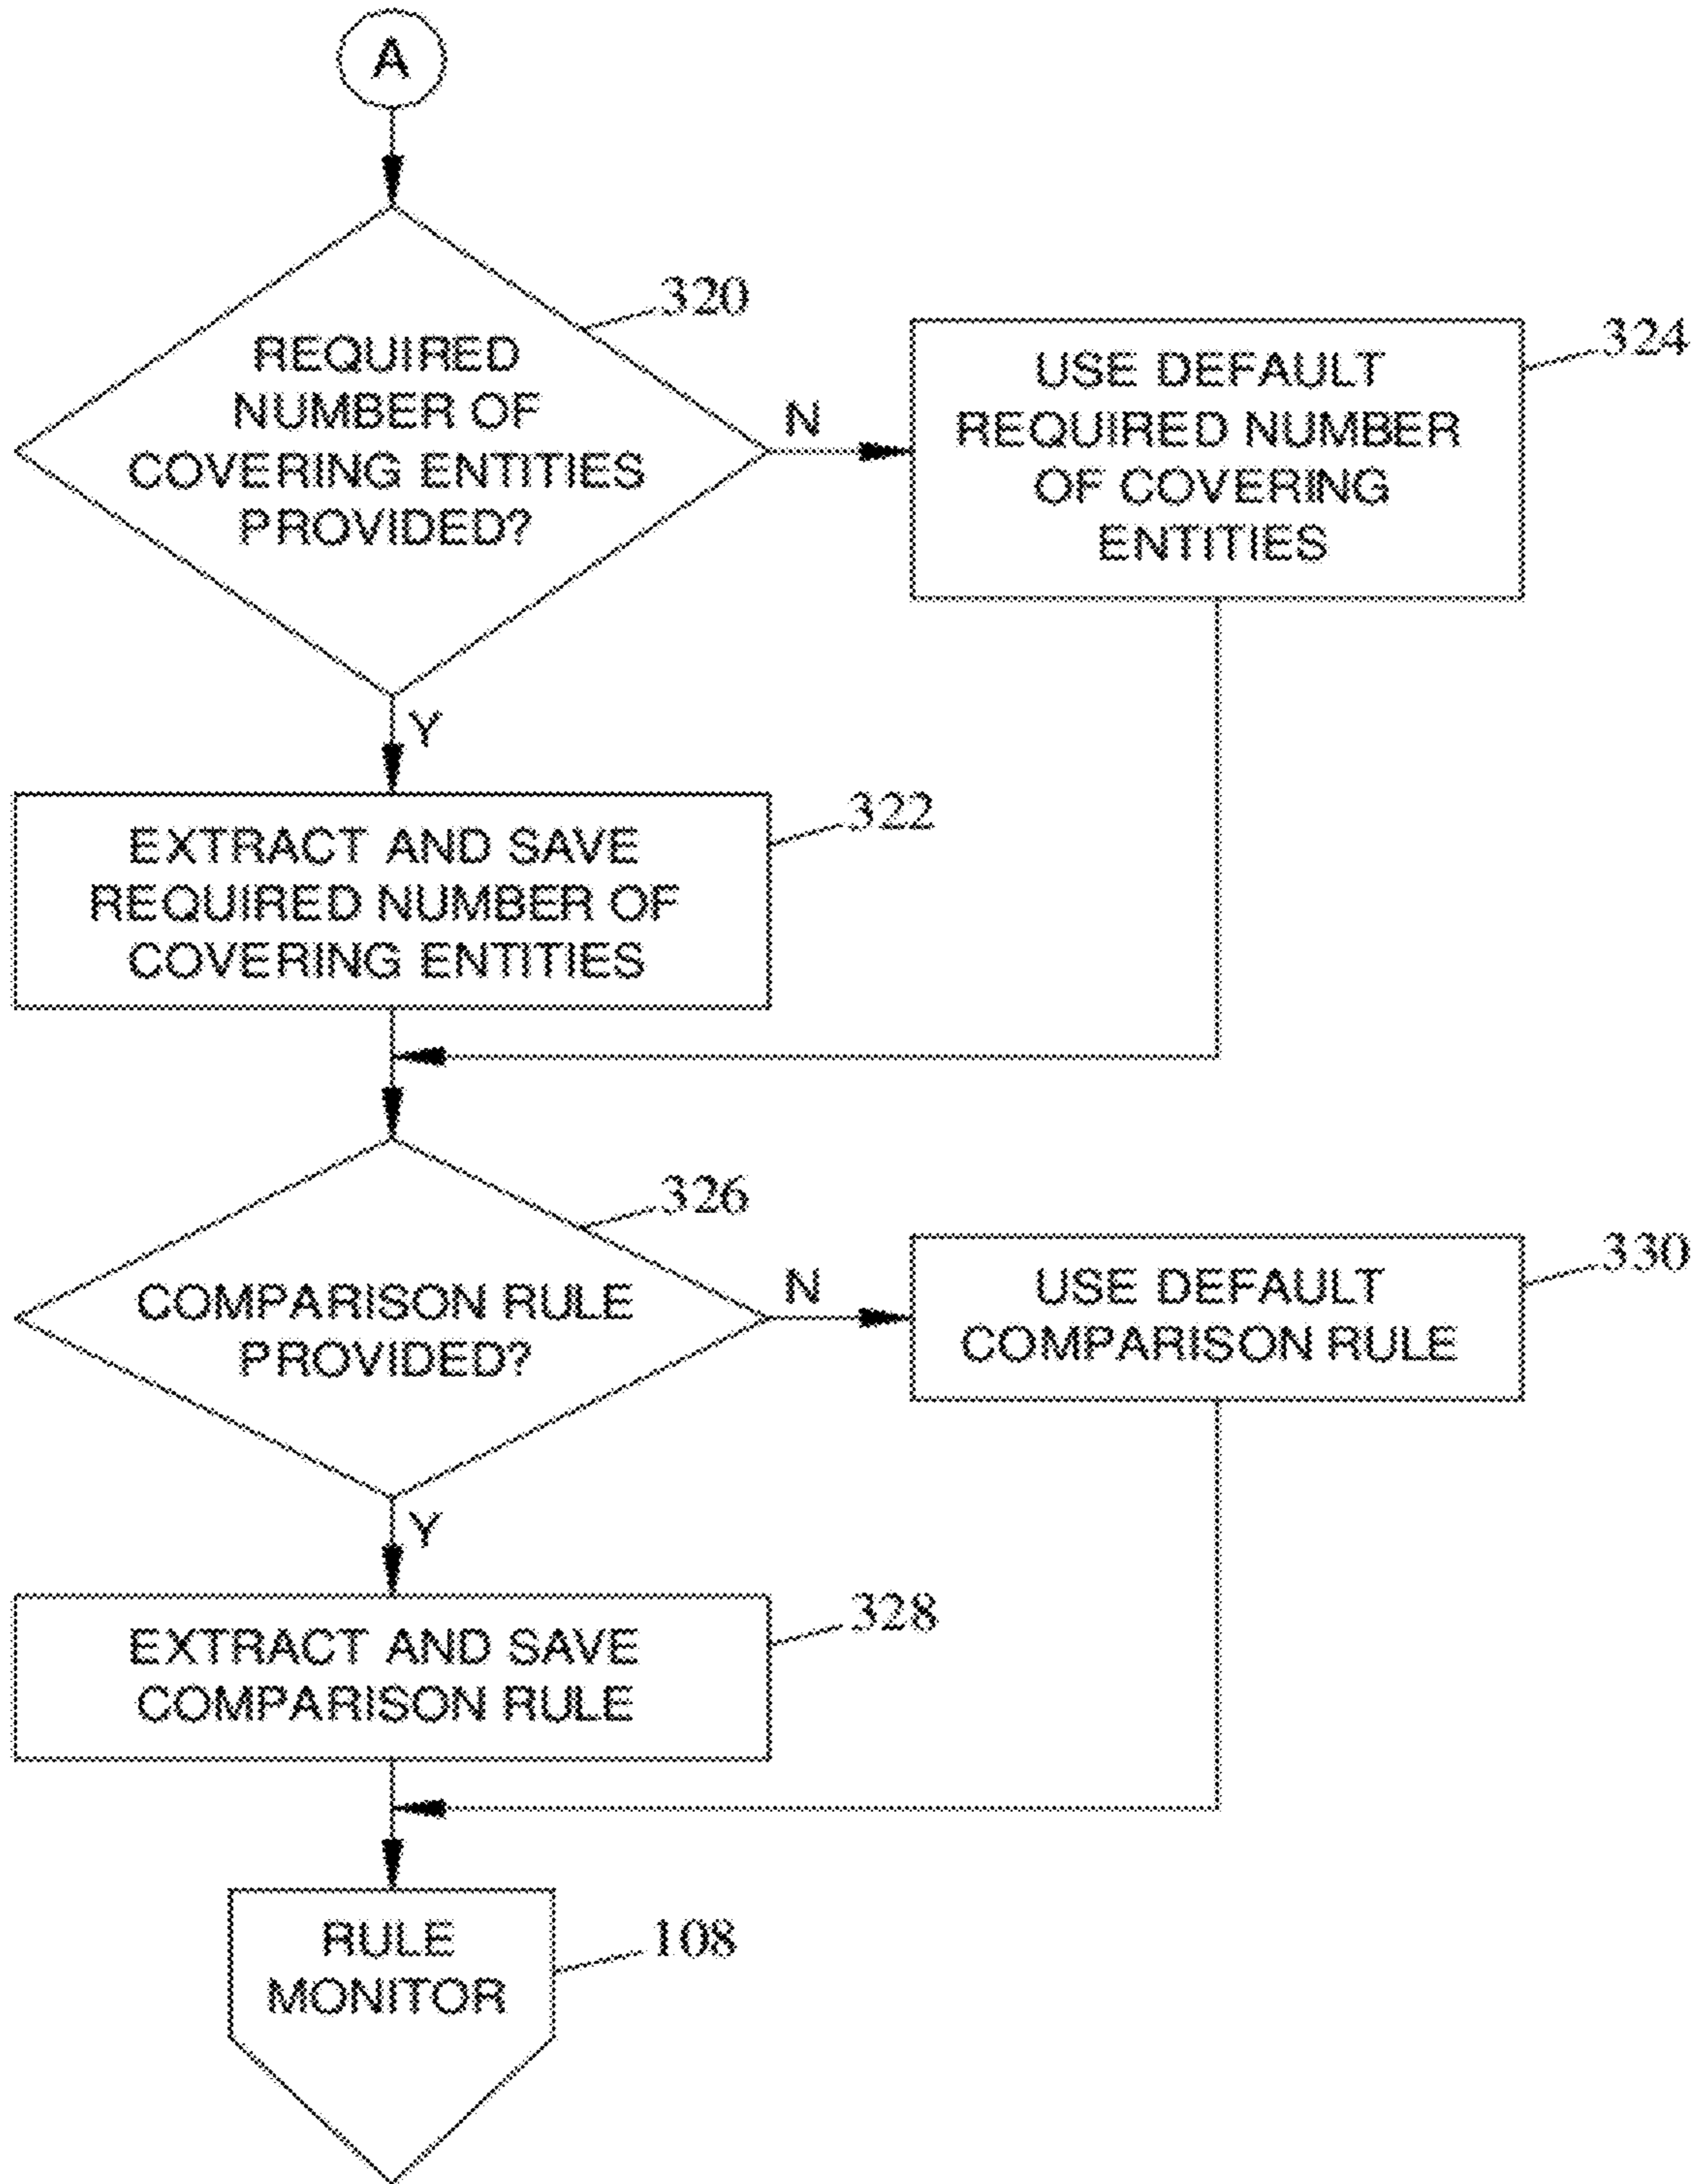 A
320
REQUIRED
NUMBER OF
COVERING ENTITIES
PROVIDED?
N
324
USE DEFAULT
REQUIRED NUMBER
OF COVERING
ENTITIES
Y
322
EXTRACT AND SAVE
REQUIRED NUMBER OF
COVERING ENTITIES
326
COMPARISON RULE
PROVIDED?
N
330
USE DEFAULT
COMPARISON RULE
Y
328
EXTRACT AND SAVE
COMPARISON RULE
RULE
MONITOR
108